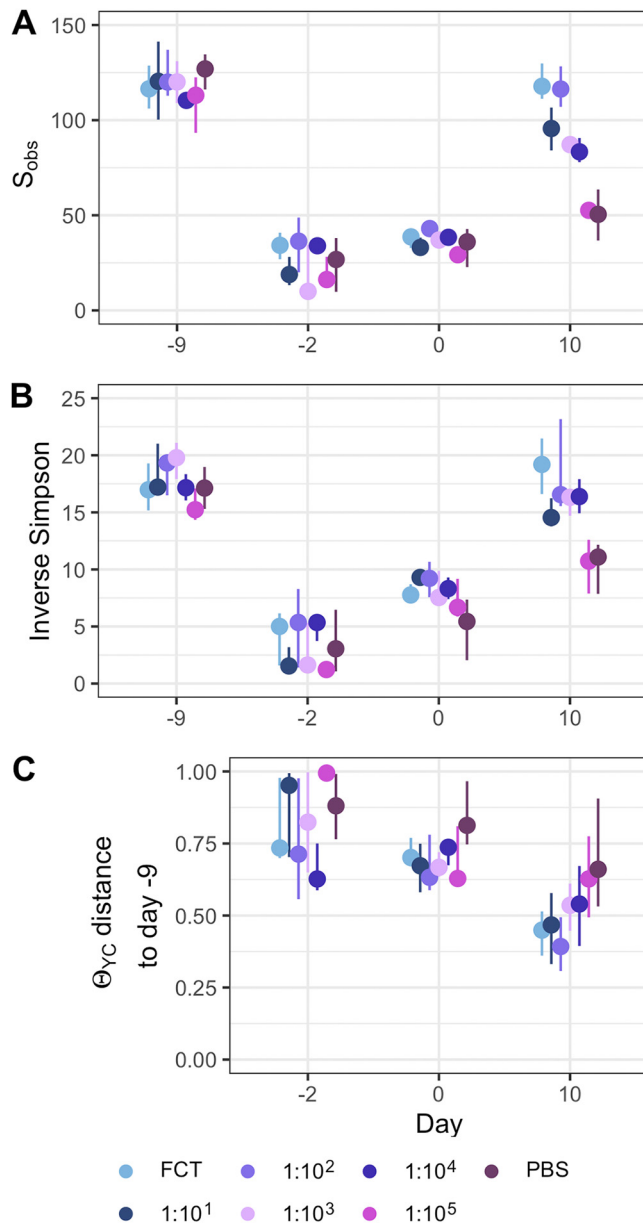 A
150
100
50
0
S_obs
-9 -2 0 10
B
25
20
15
10
5
0
Inverse Simpson
-9 -2 0 10
C
1.00
0.75
0.50
0.25
0.00
Θ_YC distance
to day -9
-2 0 10
Day
FCT 1:10² 1:10⁴ PBS
1:10¹ 1:10³ 1:10⁵